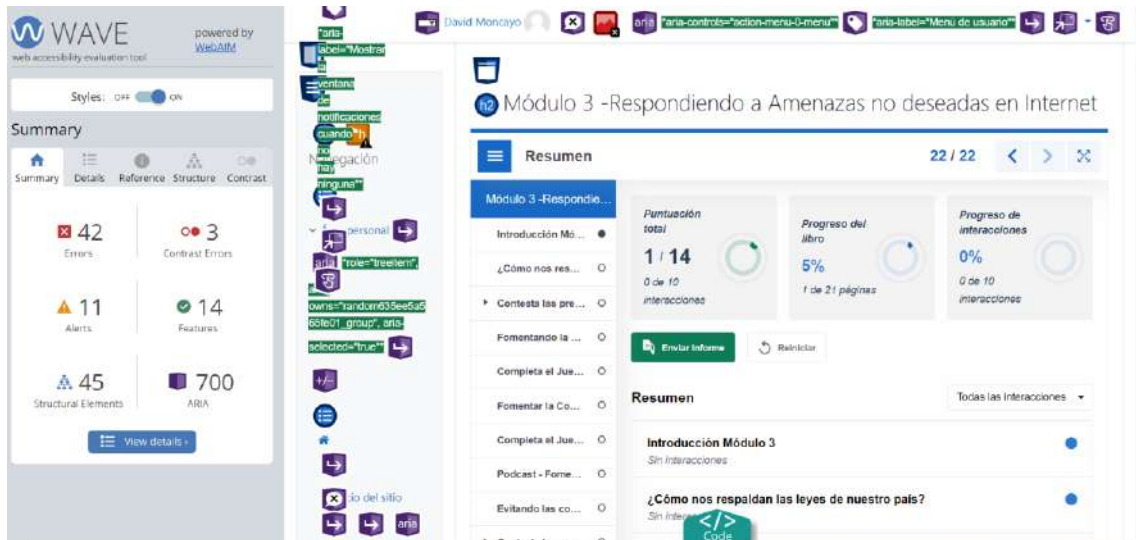 WAVE
powered by
WebAIM
web accessibility evaluation tool
Styles: OFF ON
Summary
Summary Details Reference Structure Contrast
42
Errors
3
Contrast Errors
11
Alerts
14
Features
45
Structural Elements
700
ARIA
View details ›
David Moncayo
aria
*aria-controls="action-menu-0-menu"*
*aria-label="Menú de usuario"*
*aria-
label="Mostrar
la
ventana
de
notificaciones
cuando
no
hay
ninguna"*
h
Navegación
personal
aria
*role="treeitem",
owns="random635ee5a5
65fe01_group", aria-
selected="true"*
+/-
io del sitio
aria
h2
Módulo 3 -Respondiendo a Amenazas no deseadas en Internet
Resumen
22 / 22
Módulo 3 -Respondie...
Introducción Mó...
¿Cómo nos res...
Contesta las pre...
Fomentando la ...
Completa el Jue...
Fomentar la Co...
Completa el Jue...
Podcast - Fome...
Evitando las co...
Puntuación
total
1 / 14
0 de 10
interacciones
Progreso del
libro
5%
1 de 21 páginas
Progreso de
interacciones
0%
0 de 10
interacciones
Enviar Informe
Reiniciar
Resumen
Todas las interacciones
Introducción Módulo 3
Sin interacciones
¿Cómo nos respaldan las leyes de nuestro país?
Sin
</>
Code